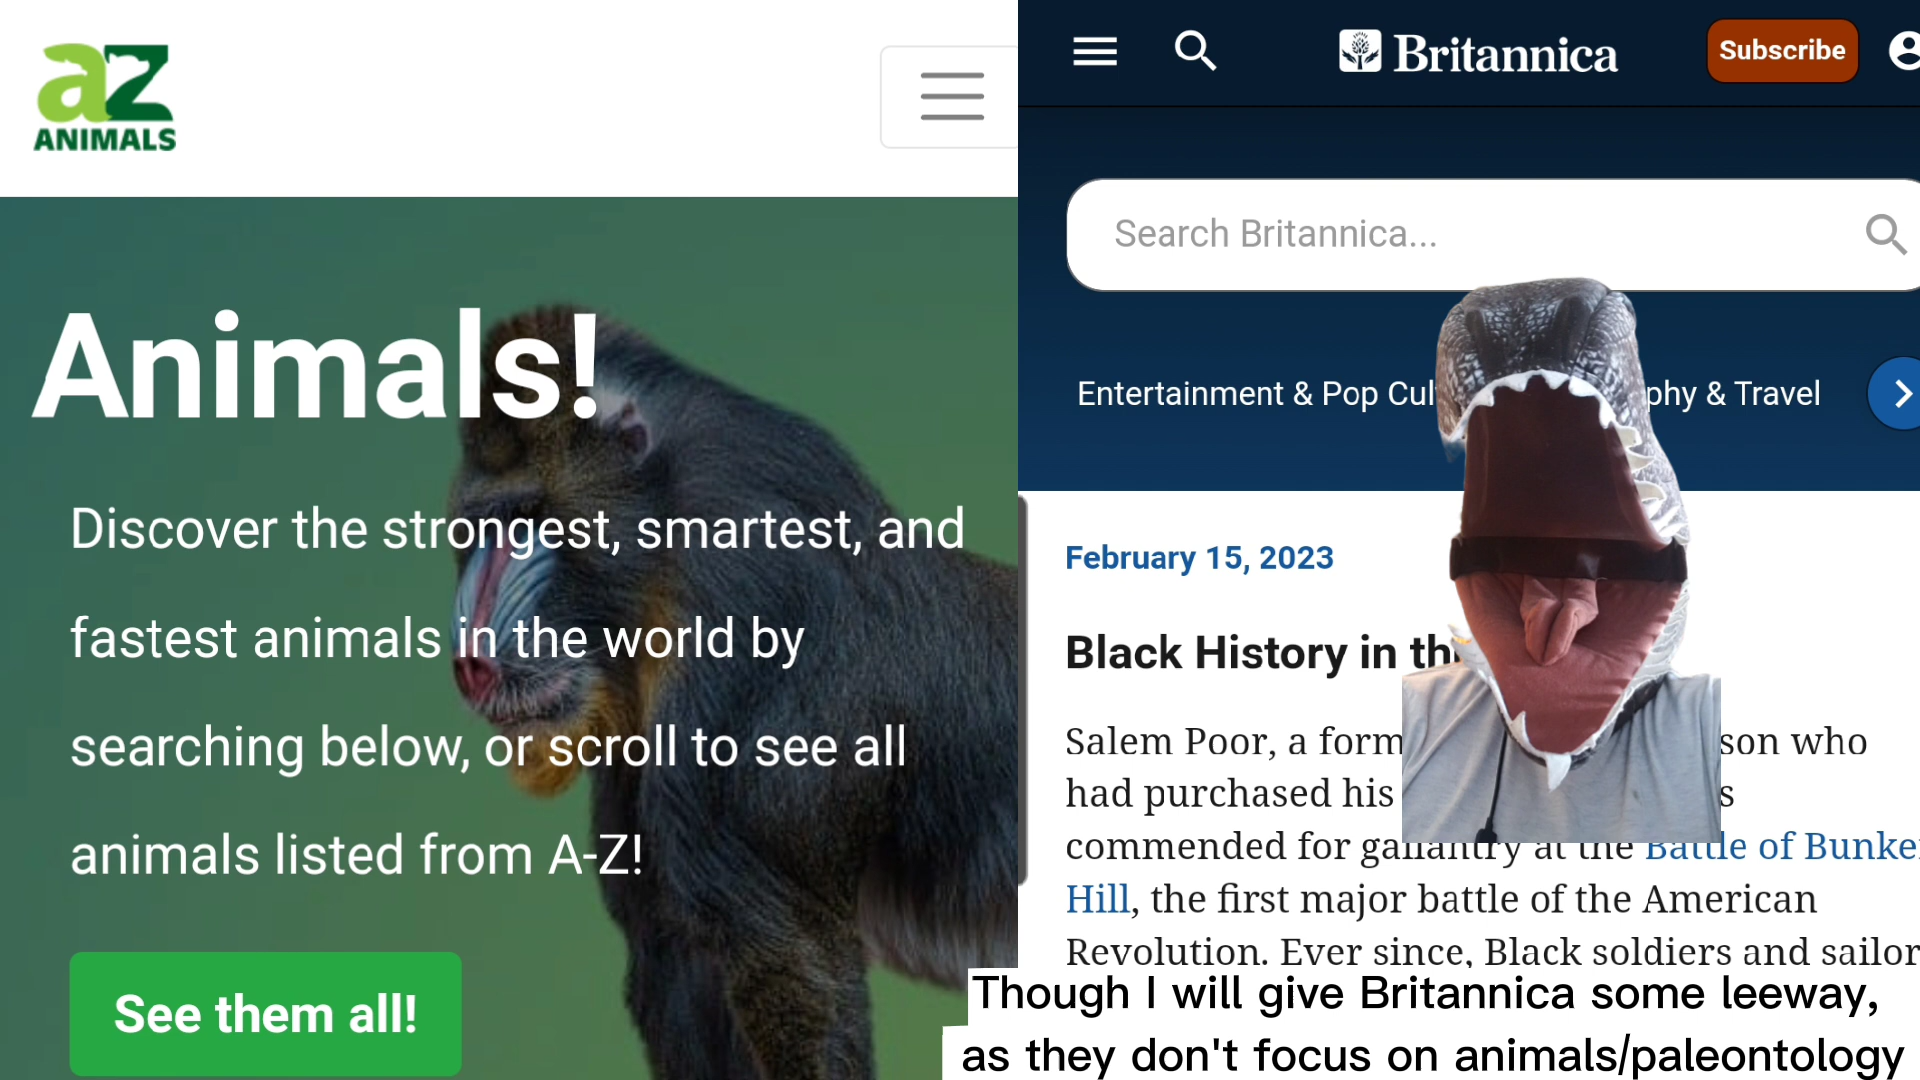 az
ANIMALS
Animals!
Discover the strongest, smartest, and
fastest animals in the world by
searching below, or scroll to see all
animals listed from A-Z!
See them all!
Britannica
Subscribe
Search Britannica...
Entertainment & Pop Cul phy & Travel
February 15, 2023
Black History in th
Salem Poor, a form son who
had purchased his s
commended for gallantry at the Battle of Bunker
Hill, the first major battle of the American
Revolution. Ever since, Black soldiers and sailor
Though I will give Britannica some leeway,
as they don't focus on animals/paleontology